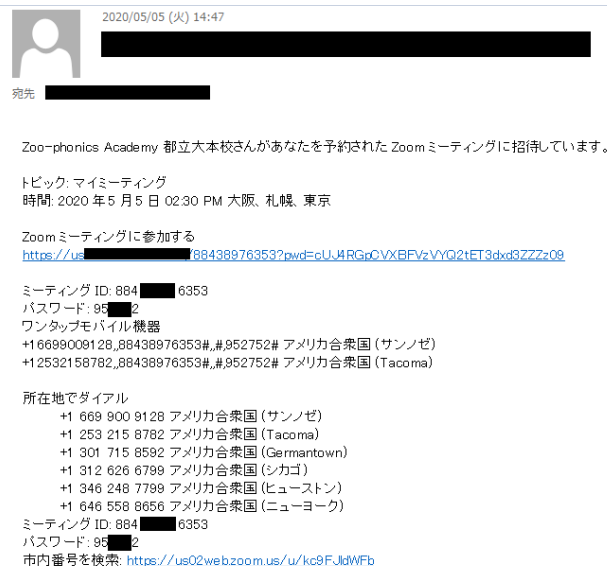 2020/05/05 (火) 14:47
宛先
Zoo-phonics Academy 都立大本校さんがあなたを予約された Zoomミーティングに招待しています。
トピック: マイミーティング
時間: 2020 年5 月5 日 02:30 PM 大阪、札幌、東京
Zoomミーティングに参加する
https://us /88438976353?pwd=cUJ4RGpCVXBFVzVYQ2tET3dxd3ZZZz09
ミーティング ID: 884 6353
パスワード: 95 2
ワンタップモバイル機器
+16699009128,,88438976353#,,#,952752# アメリカ合衆国 (サンノゼ)
+12532158782,,88438976353#,,#,952752# アメリカ合衆国 (Tacoma)
所在地でダイアル
+1 669 900 9128 アメリカ合衆国 (サンノゼ)
+1 253 215 8782 アメリカ合衆国 (Tacoma)
+1 301 715 8592 アメリカ合衆国 (Germantown)
+1 312 626 6799 アメリカ合衆国 (シカゴ)
+1 346 248 7799 アメリカ合衆国 (ヒューストン)
+1 646 558 8656 アメリカ合衆国 (ニューヨーク)
ミーティング ID: 884 6353
パスワード: 95 2
市内番号を検索: https://us02web.zoom.us/u/kc9FJldWFb